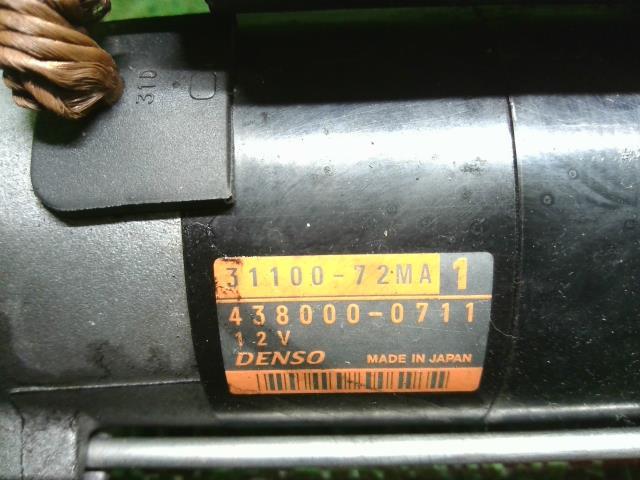 31D
31100-72MA 1
438000-0711
12V
DENSO MADE IN JAPAN